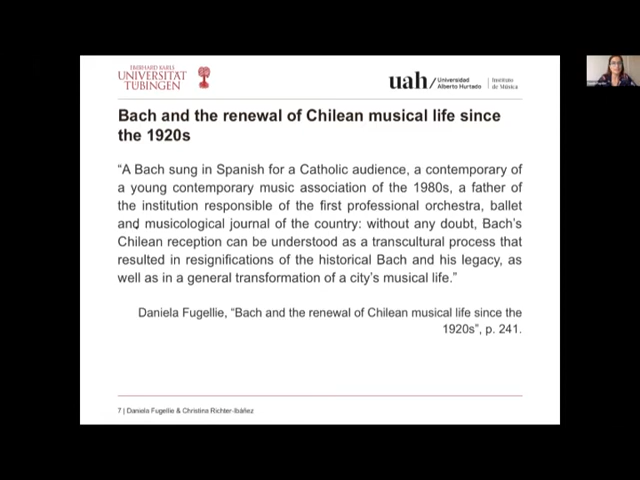 EBERHARD KARLS
UNIVERSITÄT
TÜBINGEN
uah/ Universidad
Alberto Hurtado
Instituto
de Música
Bach and the renewal of Chilean musical life since
the 1920s
“A Bach sung in Spanish for a Catholic audience, a contemporary of
a young contemporary music association of the 1980s, a father of
the institution responsible of the first professional orchestra, ballet
and musicological journal of the country: without any doubt, Bach’s
Chilean reception can be understood as a transcultural process that
resulted in resignifications of the historical Bach and his legacy, as
well as in a general transformation of a city’s musical life.”
Daniela Fugellie, “Bach and the renewal of Chilean musical life since the
1920s”, p. 241.
7 | Daniela Fugellie & Christina Richter-Ibáñez